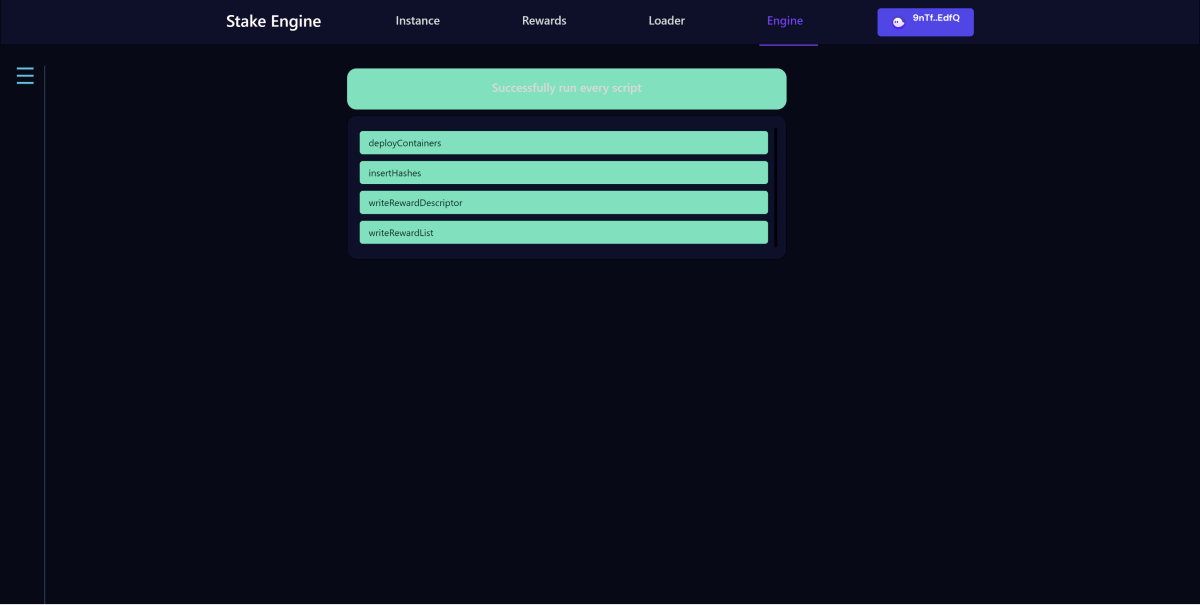 Stake Engine Instance Rewards Loader Engine 9nTf..EdfQ
Successfully run every script
deployContainers
insertHashes
writeRewardDescriptor
writeRewardList